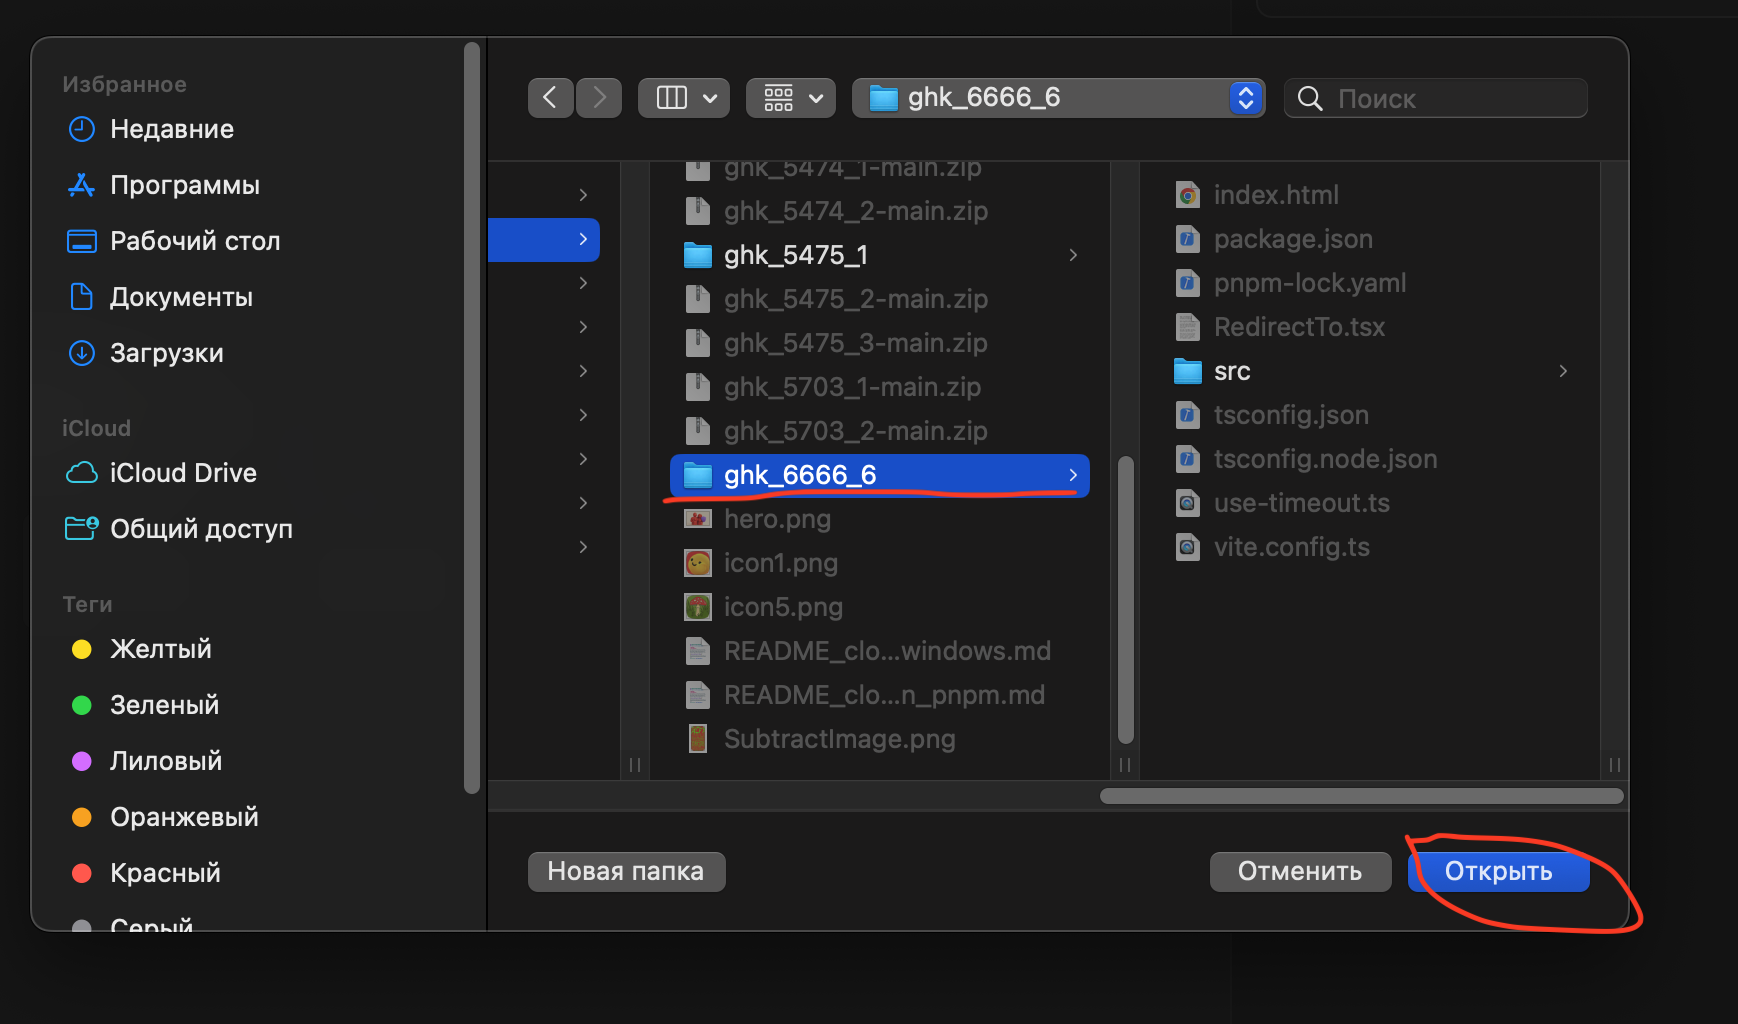 Избранное
Недавние
Программы
Рабочий стол
Документы
Загрузки
iCloud
iCloud Drive
Общий доступ
Теги
Желтый
Зеленый
Лиловый
Оранжевый
Красный
Серый
ghk_6666_6
Поиск
ghk_5474_1-main.zip
ghk_5474_2-main.zip
ghk_5475_1
ghk_5475_2-main.zip
ghk_5475_3-main.zip
ghk_5703_1-main.zip
ghk_5703_2-main.zip
ghk_6666_6
hero.png
icon1.png
icon5.png
README_clo...windows.md
README_clo...n_pnpm.md
SubtractImage.png
index.html
package.json
pnpm-lock.yaml
RedirectTo.tsx
src
tsconfig.json
tsconfig.node.json
use-timeout.ts
vite.config.ts
Новая папка
Отменить
Открыть